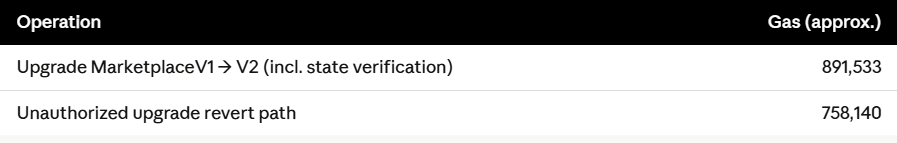 Operation Gas (approx.)
Upgrade MarketplaceV1 → V2 (incl. state verification) 891,533
Unauthorized upgrade revert path 758,140